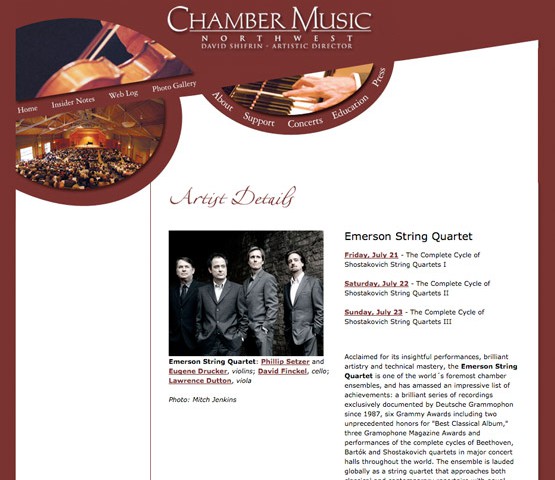 CHAMBER MUSIC
NORTHWEST
DAVID SHIFRIN - ARTISTIC DIRECTOR
Home Insider Notes Web Log Photo Gallery
About Support Concerts Education Press
Artist Details
Emerson String Quartet
Friday, July 21 - The Complete Cycle of
Shostakovich String Quartets I
Saturday, July 22 - The Complete Cycle of
Shostakovich String Quartets II
Sunday, July 23 - The Complete Cycle of
Shostakovich String Quartets III
Emerson String Quartet: Phillip Setzer and
Eugene Drucker, violins; David Finckel, cello;
Lawrence Dutton, viola
Photo: Mitch Jenkins
Acclaimed for its insightful performances, brilliant
artistry and technical mastery, the Emerson String
Quartet is one of the world´s foremost chamber
ensembles, and has amassed an impressive list of
achievements: a brilliant series of recordings
exclusively documented by Deutsche Grammophon
since 1987, six Grammy Awards including two
unprecedented honors for "Best Classical Album,"
three Gramophone Magazine Awards and
performances of the complete cycles of Beethoven,
Bartók and Shostakovich quartets in major concert
halls throughout the world. The ensemble is lauded
globally as a string quartet that approaches both